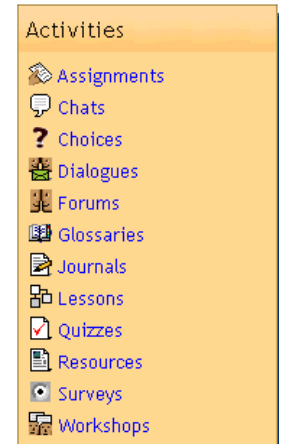 Activities
Assignments
Chats
Choices
Dialogues
Forums
Glossaries
Journals
Lessons
Quizzes
Resources
Surveys
Workshops